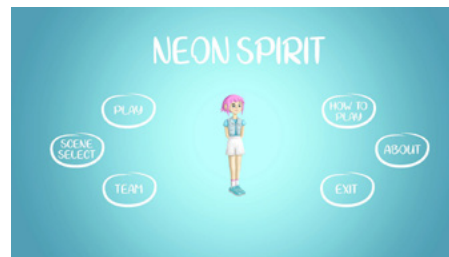 NEON SPIRIT
PLAY
SCENE
SELECT
TEAM
HOW TO
PLAY
ABOUT
EXIT